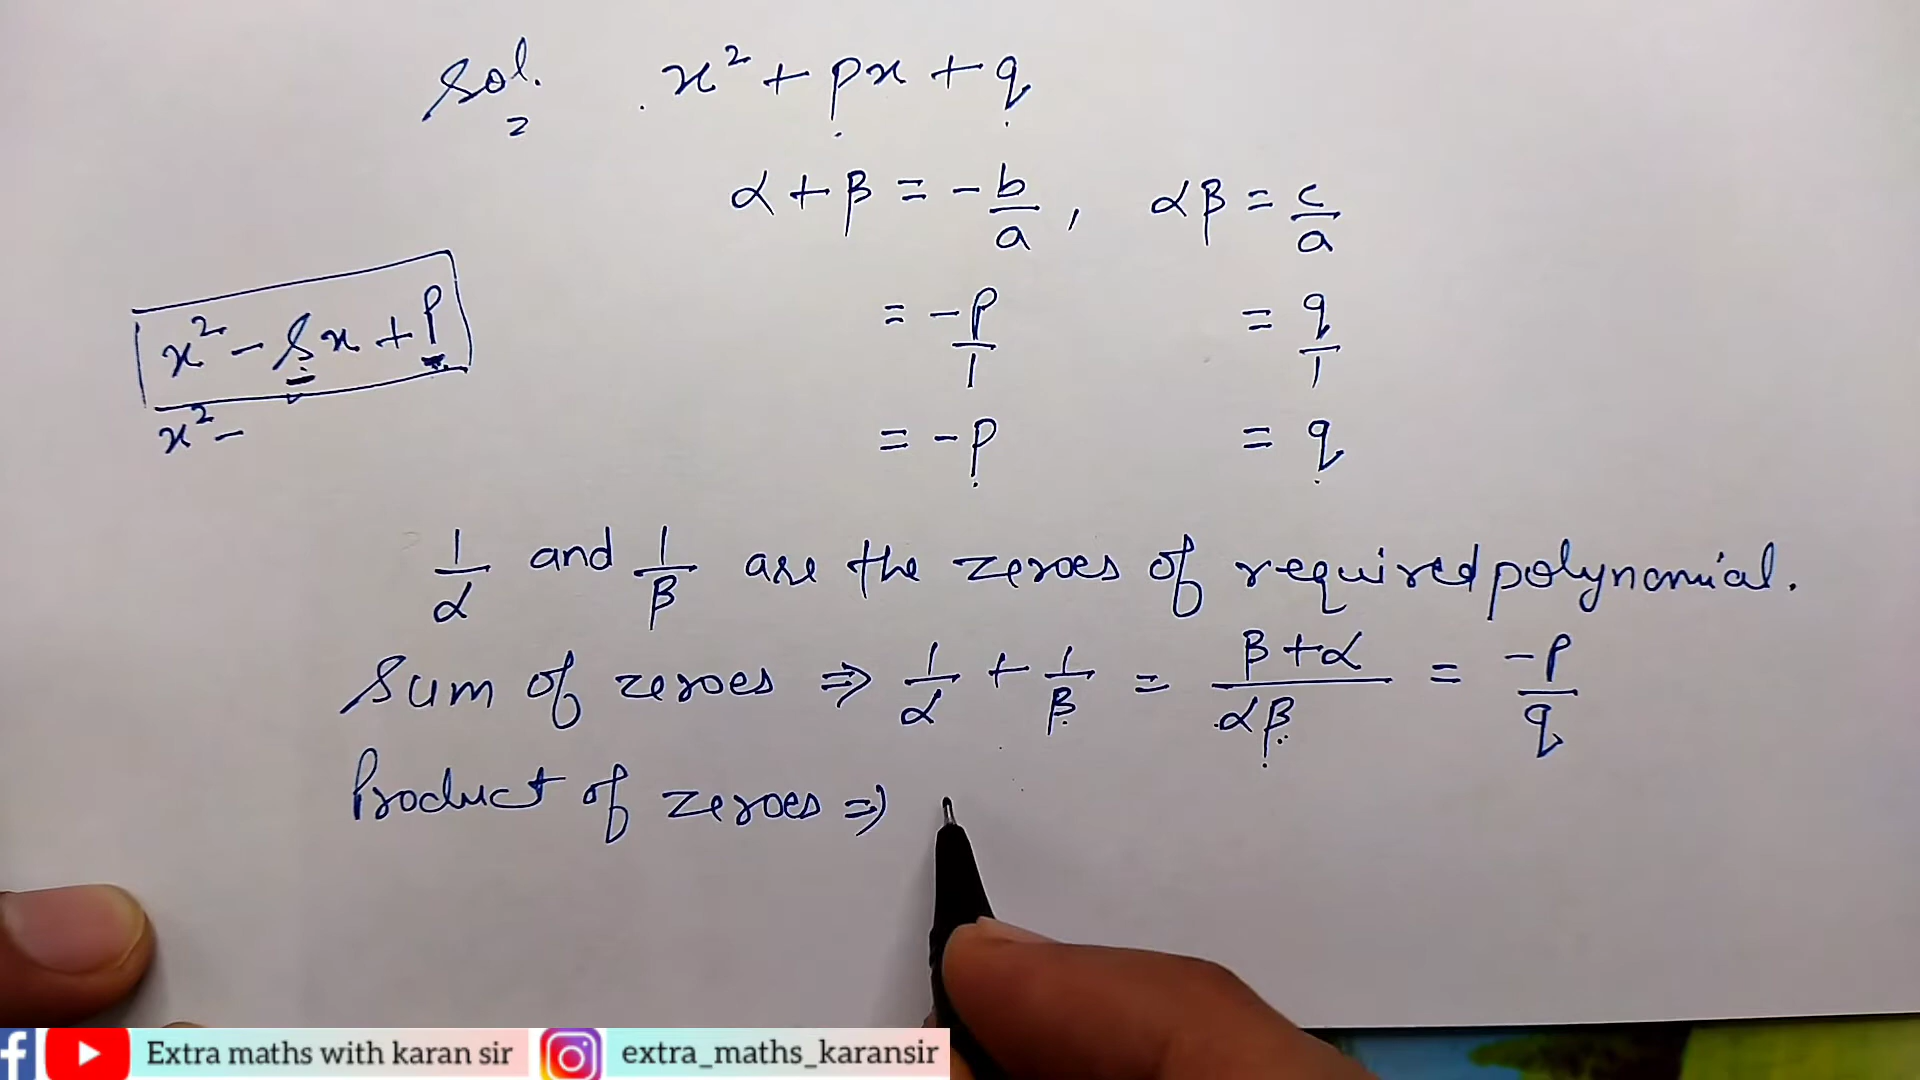 Sol. x² + px + q
α + β = -b/a , αβ = c/a
= -p/1 = q/1
x² - Sx + P
= -p = q
x² -
1/α and 1/β are the zeroes of required polynomial.
Sum of zeroes ⇒ 1/α + 1/β = β+α/αβ = -p/q
Product of zeroes ⇒
Extra maths with karan sir extra_maths_karansir